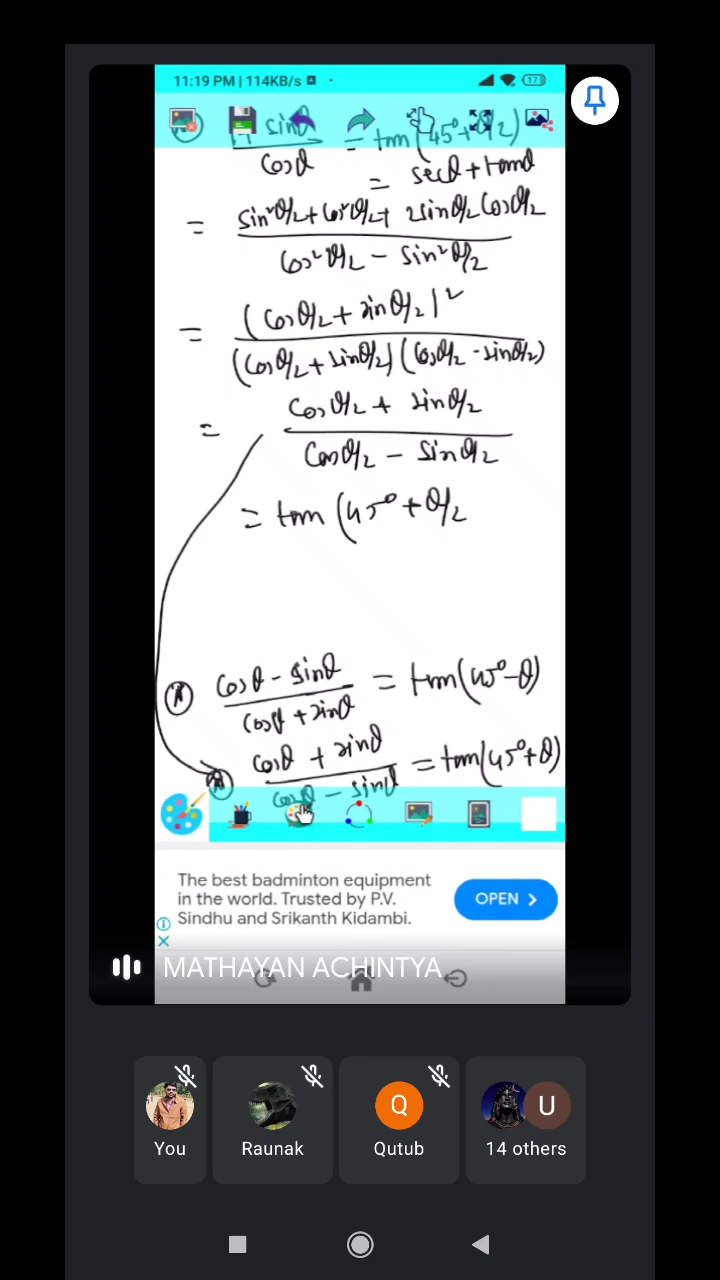 11:19 PM | 114KB/s
173
sinθ / cosθ = tan(45°+θ/2)
= secθ + tanθ
= sin²θ/2 + cos²θ/2 + 2sinθ/2 cosθ/2
cos²θ/2 - sin²θ/2
= (cosθ/2 + sinθ/2)²
(cosθ/2 + sinθ/2) (cosθ/2 - sinθ/2)
= cosθ/2 + sinθ/2
cosθ/2 - sinθ/2
= tan (45° + θ/2
cosθ - sinθ
cosθ + sinθ = tan(45°-θ)
cosθ + sinθ
cosθ - sinθ = tan(45°+θ)
The best badminton equipment
in the world. Trusted by P.V.
Sindhu and Srikanth Kidambi.
OPEN
MATHAYAN ACHINTYA
Q U
You Raunak Qutub 14 others